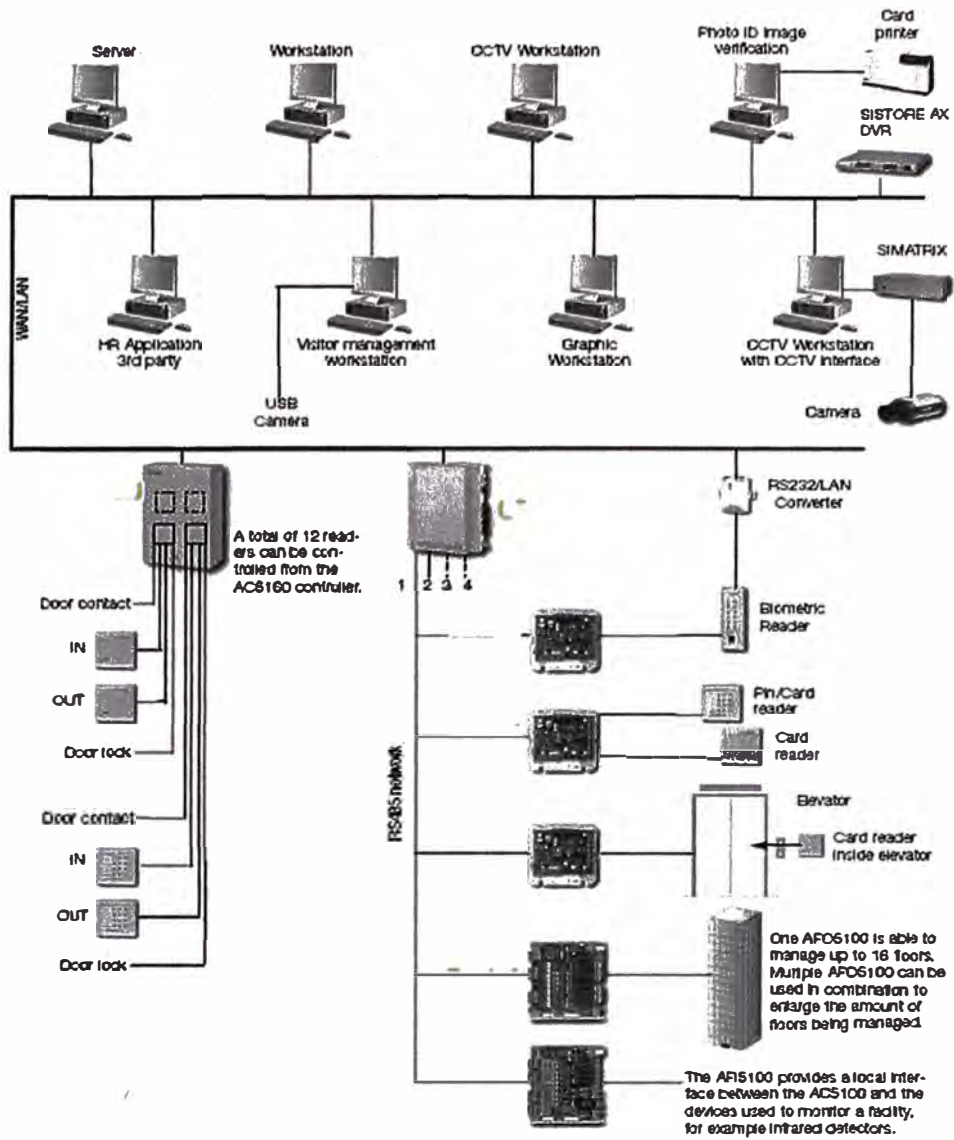 Server
Workstation
CCTV Workstation
Photo ID Image
verification
Card
printer
SISTORE AX
DVR
WAN/LAN
HR Application
3rd party
Visitor management
workstation
Graphic
Workstation
CCTV Workstation
with CCTV interface
SIMATRIX
USB
Camera
Camera
A total of 12 read-
ers can be con-
trolled from the
AC5160 controller.
1 2 3 4
RS232/LAN
Converter
Door contact
IN
OUT
Door lock
Door contact
IN
OUT
Door lock
RS485 network
Biometric
Reader
Pin/Card
reader
Card
reader
Elevator
Card reader
inside elevator
One AFO5100 is able to
manage up to 16 floors.
Multiple AFO5100 can be
used in combination to
enlarge the amount of
floors being managed
The AFI5100 provides a local inter-
face between the AC5100 and the
devices used to monitor a facility,
for example infrared detectors.